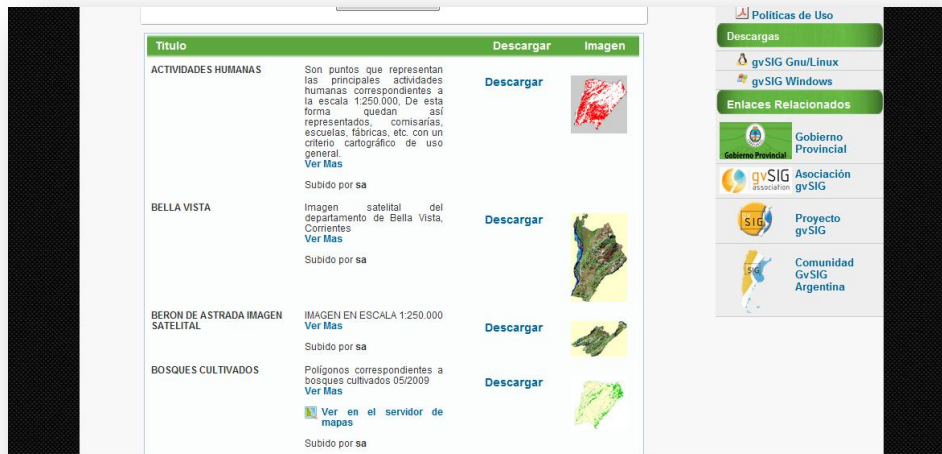 Titulo Descargar Imagen
ACTIVIDADES HUMANAS
Son puntos que representan
las principales actividades
humanas correspondientes a
la escala 1:250.000, De esta
forma quedan así
representados, comisarías,
escuelas, fábricas, etc. con un
criterio cartográfico de uso
general.
Ver Mas
Subido por sa
Descargar
BELLA VISTA
Imagen satelital del
departamento de Bella Vista,
Corrientes
Ver Mas
Subido por sa
Descargar
BERON DE ASTRADA IMAGEN
SATELITAL
IMAGEN EN ESCALA 1:250.000
Ver Mas
Subido por sa
Descargar
BOSQUES CULTIVADOS
Polígonos correspondientes a
bosques cultivados 05/2009
Ver Mas
Ver en el servidor de
mapas
Subido por sa
Descargar
Políticas de Uso
Descargas
gvSIG Gnu/Linux
gvSIG Windows
Enlaces Relacionados
Gobierno Provincial
Gobierno
Provincial
gvSIG
association
Asociación
gvSIG
SIG
Proyecto
gvSIG
SIG
Comunidad
GvSIG
Argentina